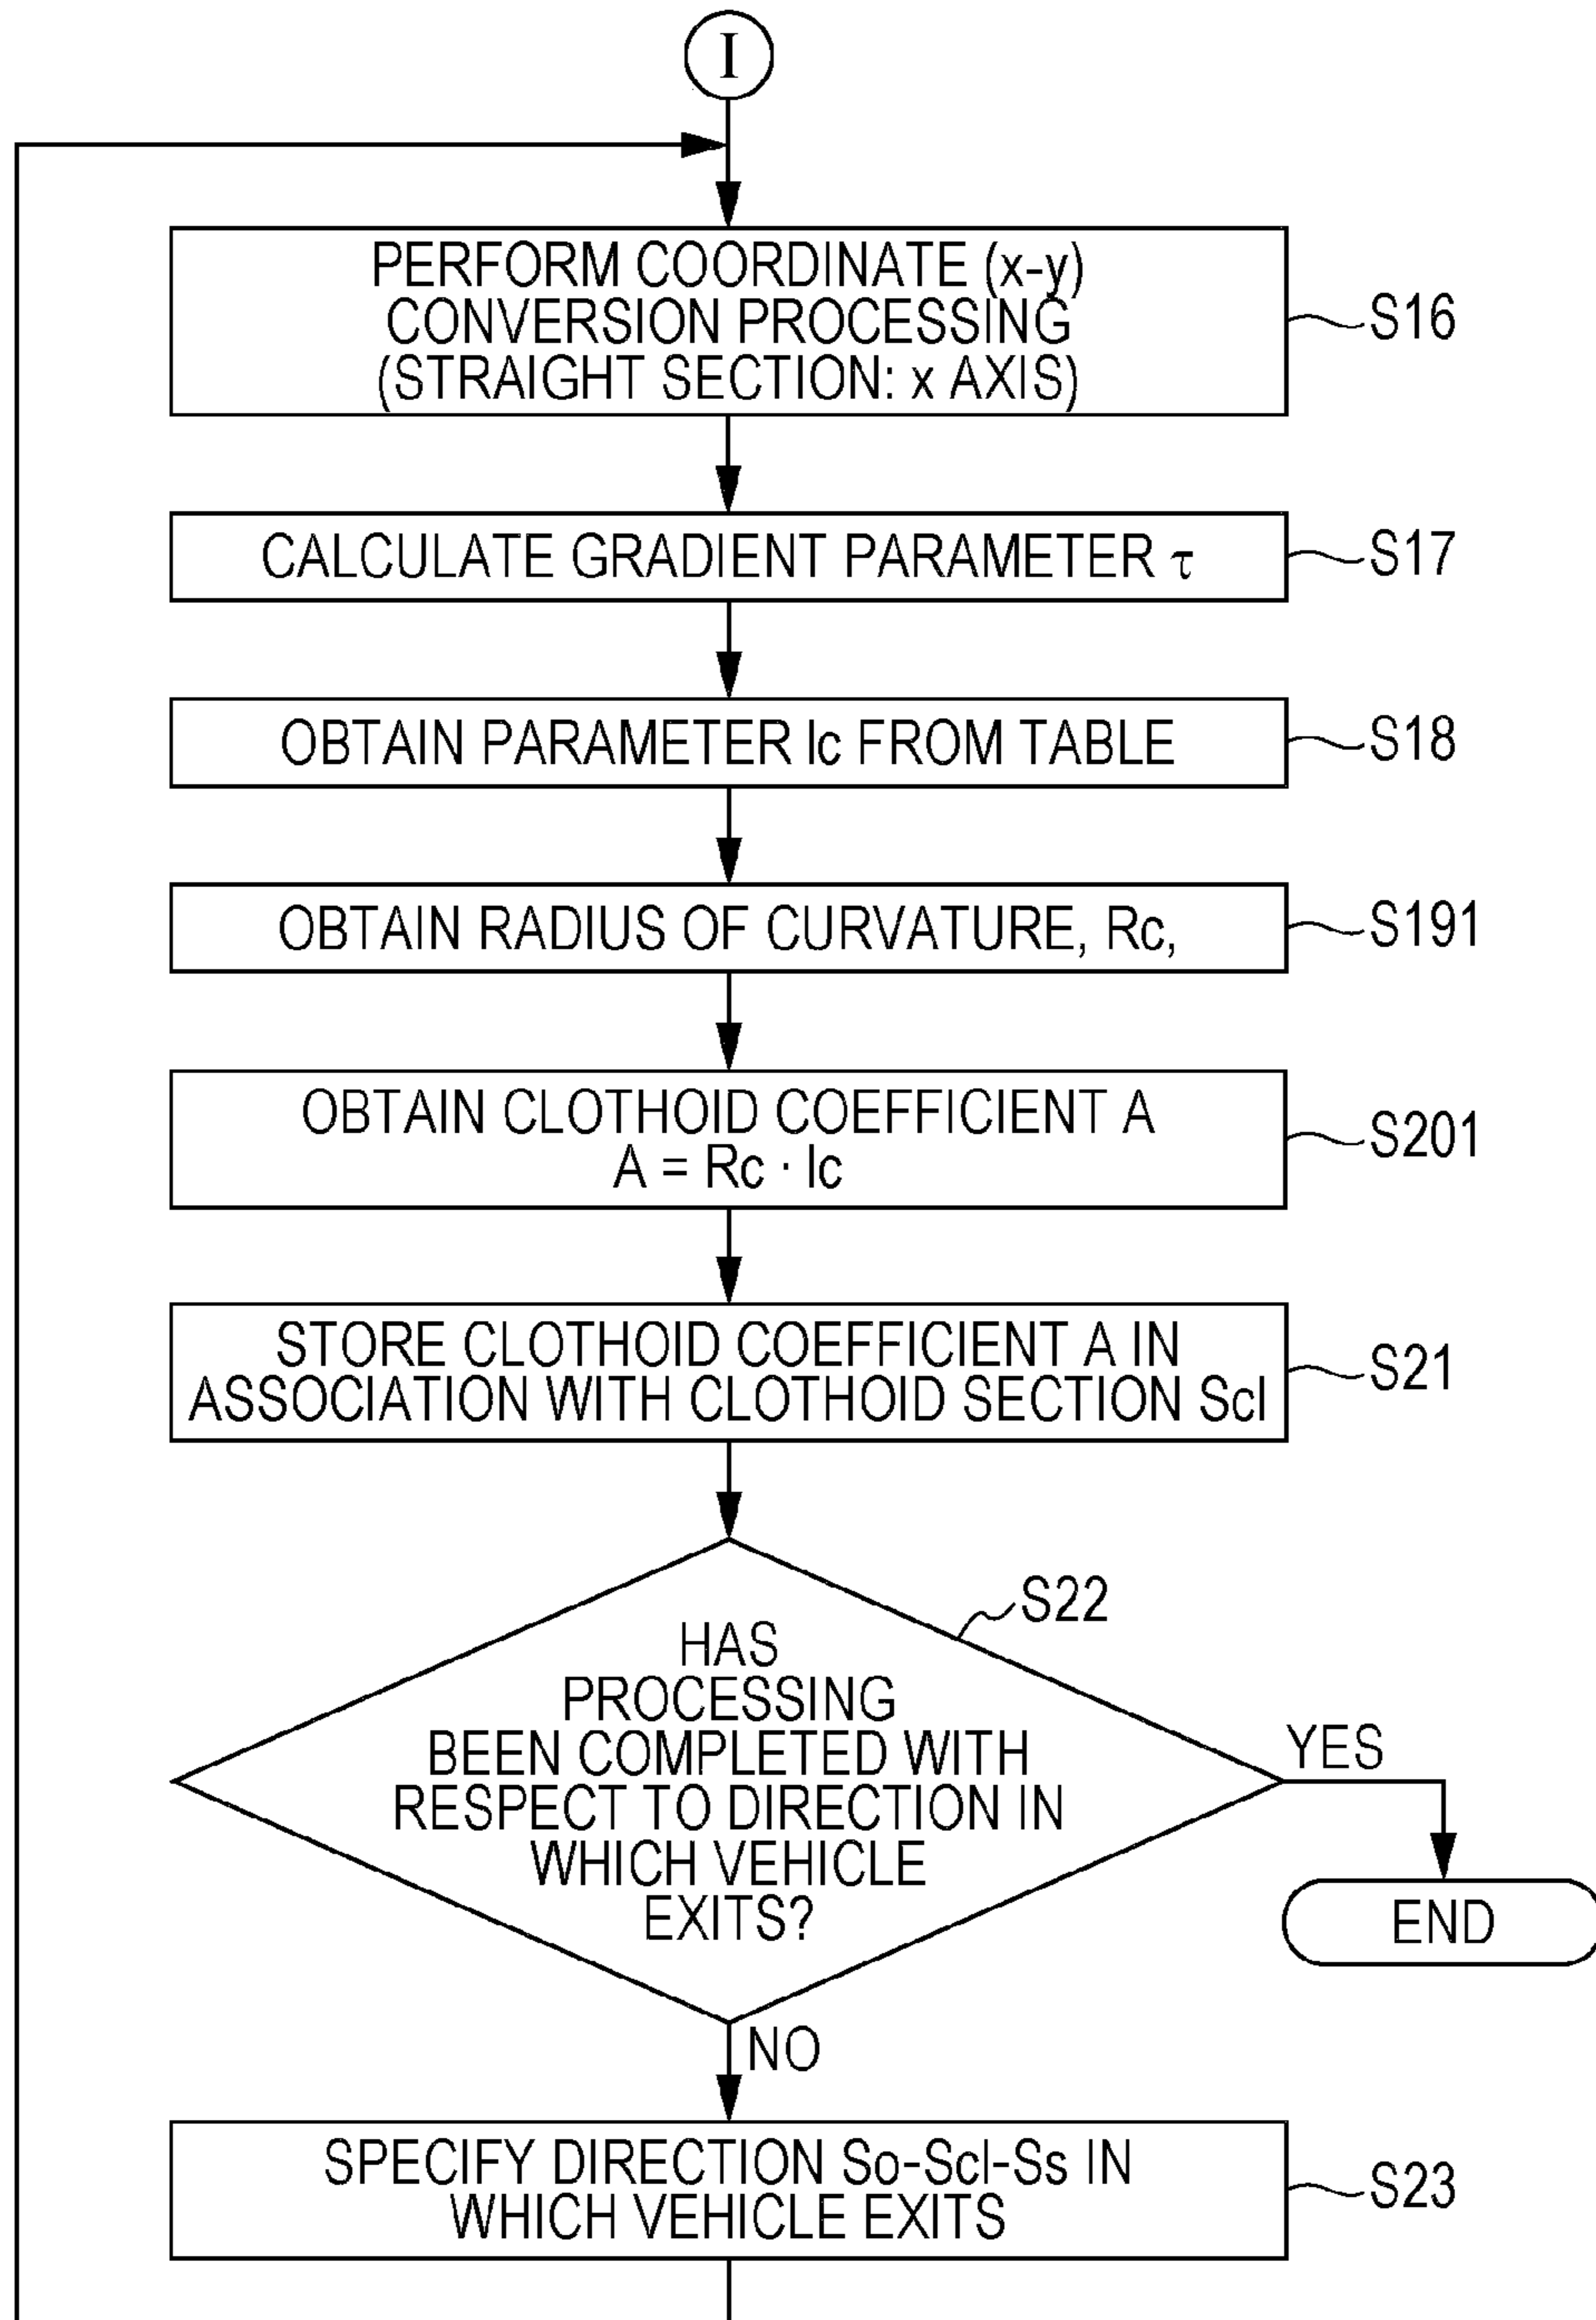 I
PERFORM COORDINATE (x-y)
CONVERSION PROCESSING
(STRAIGHT SECTION: x AXIS)
S16
CALCULATE GRADIENT PARAMETER τ
S17
OBTAIN PARAMETER lc FROM TABLE
S18
OBTAIN RADIUS OF CURVATURE, Rc,
S191
OBTAIN CLOTHOID COEFFICIENT A
A = Rc · lc
S201
STORE CLOTHOID COEFFICIENT A IN
ASSOCIATION WITH CLOTHOID SECTION Scl
S21
S22
HAS
PROCESSING
BEEN COMPLETED WITH
RESPECT TO DIRECTION IN
WHICH VEHICLE
EXITS?
YES
END
NO
SPECIFY DIRECTION So-Scl-Ss IN
WHICH VEHICLE EXITS
S23